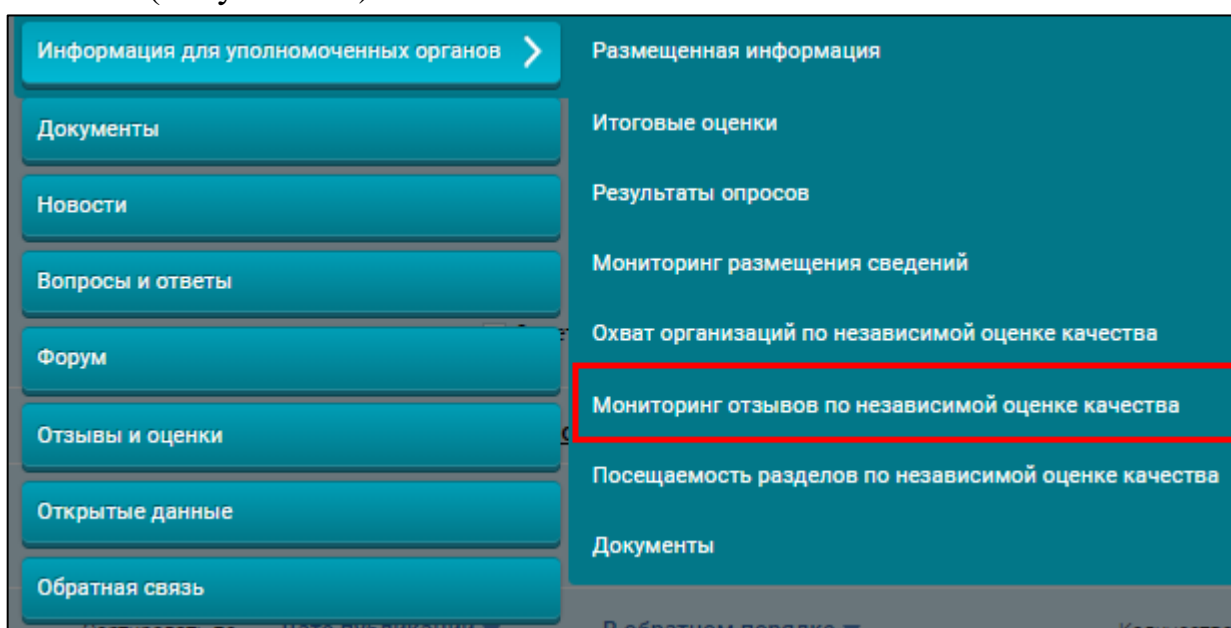 Информация для уполномоченных органов
Документы
Новости
Вопросы и ответы
Форум
Отзывы и оценки
Открытые данные
Обратная связь
Размещенная информация
Итоговые оценки
Результаты опросов
Мониторинг размещения сведений
Охват организаций по независимой оценке качества
Мониторинг отзывов по независимой оценке качества
Посещаемость разделов по независимой оценке качества
Документы
В обратном порядке